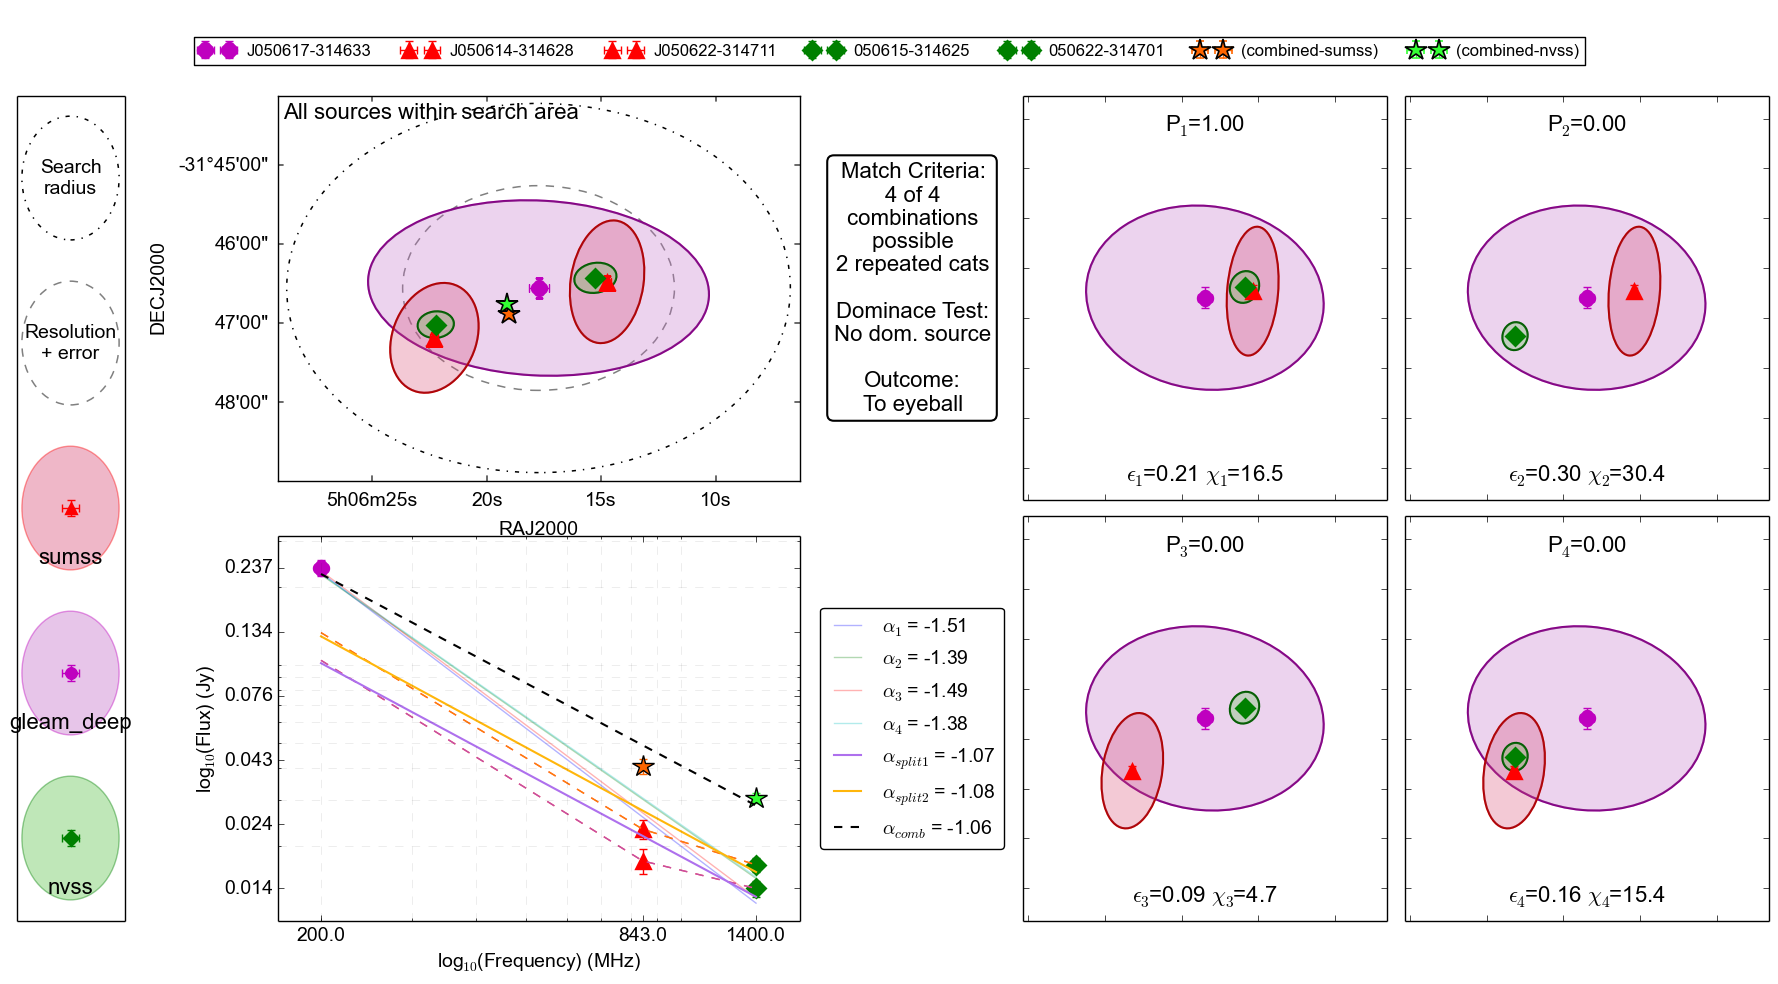 J050617-314633 J050614-314628 J050622-314711 050615-314625 050622-314701 (combined-sumss) (combined-nvss)
Search
radius
Resolution
+ error
sumss
gleam_deep
nvss
All sources within search area
DECJ2000
-31°45'00"
46'00"
47'00"
48'00"
5h06m25s 20s 15s 10s
RAJ2000
Match Criteria:
4 of 4
combinations
possible
2 repeated cats
Dominace Test:
No dom. source
Outcome:
To eyeball
P1=1.00
ϵ1=0.21 χ1=16.5
P2=0.00
ϵ2=0.30 χ2=30.4
P3=0.00
ϵ3=0.09 χ3=4.7
P4=0.00
ϵ4=0.16 χ4=15.4
log10(Flux) (Jy)
0.237
0.134
0.076
0.043
0.024
0.014
200.0 843.0 1400.0
log10(Frequency) (MHz)
α1 = -1.51
α2 = -1.39
α3 = -1.49
α4 = -1.38
αsplit1 = -1.07
αsplit2 = -1.08
αcomb = -1.06